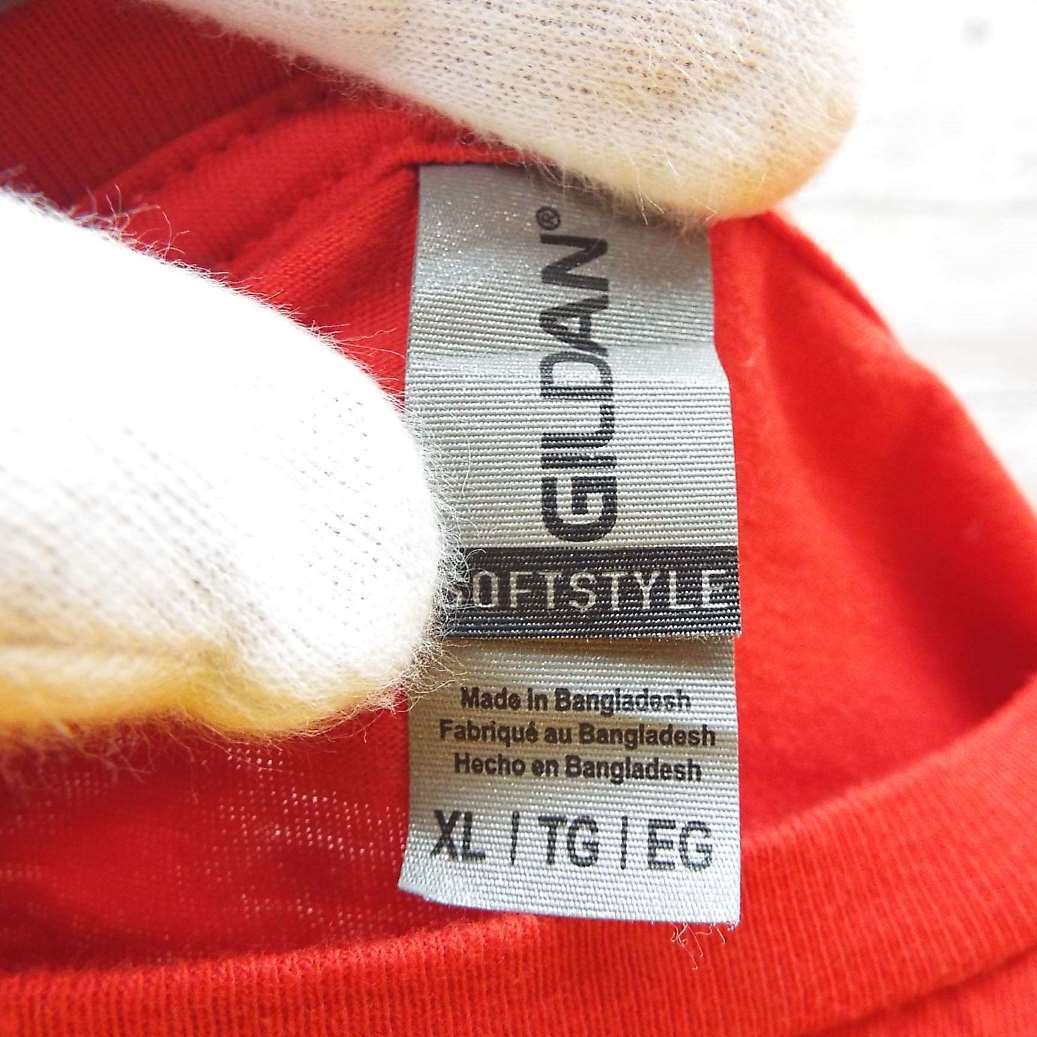 GILDAN®
SOFTSTYLE
Made In Bangladesh
Fabriqué au Bangladesh
Hecho en Bangladesh
XL | TG | EG